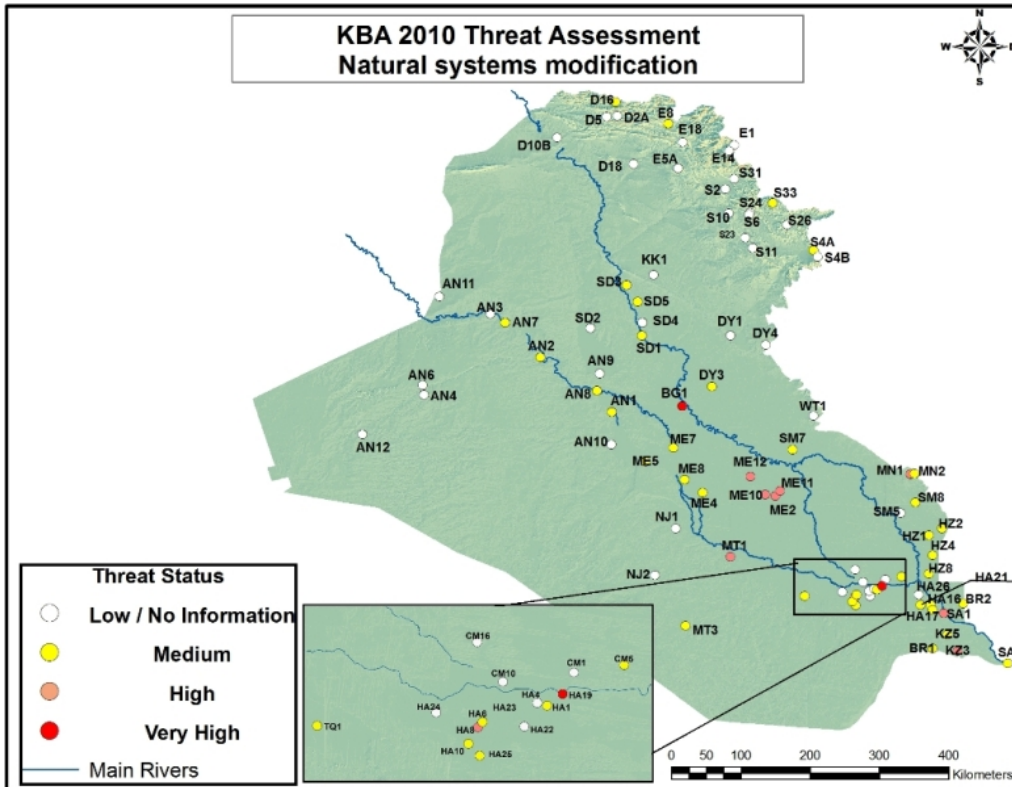 KBA 2010 Threat Assessment
Natural systems modification
N
W
S
D16
D5
D2A
E8
E18
E1
D10B
E14
D18
E5A
S31
S2
S33
S24
S10
S6
S26
S23
S11
S4A
S4B
KK1
AN11
SD3
SD5
AN3
AN7
SD2
SD4
DY1
DY4
SD1
AN2
AN9
AN6
AN4
AN8
DY3
BG1
AN1
WT1
AN12
AN10
ME7
SM7
ME5
ME12
MN1
MN2
ME8
ME11
ME10
ME4
ME2
SM8
SM5
NJ1
HZ2
HZ1
MT1
HZ4
NJ2
HZ8
HA26
HA21
HA16
BR2
HA17
SA1
MT3
KZ5
BR1
KZ3
SA
Threat Status
Low / No Information
Medium
High
Very High
Main Rivers
CM16
CM1
CM6
CM10
HA4
HA19
HA24
HA6
HA23
HA1
TQ1
HA8
HA22
HA10
HA25
0 50 100
200
300
400
Kilometers